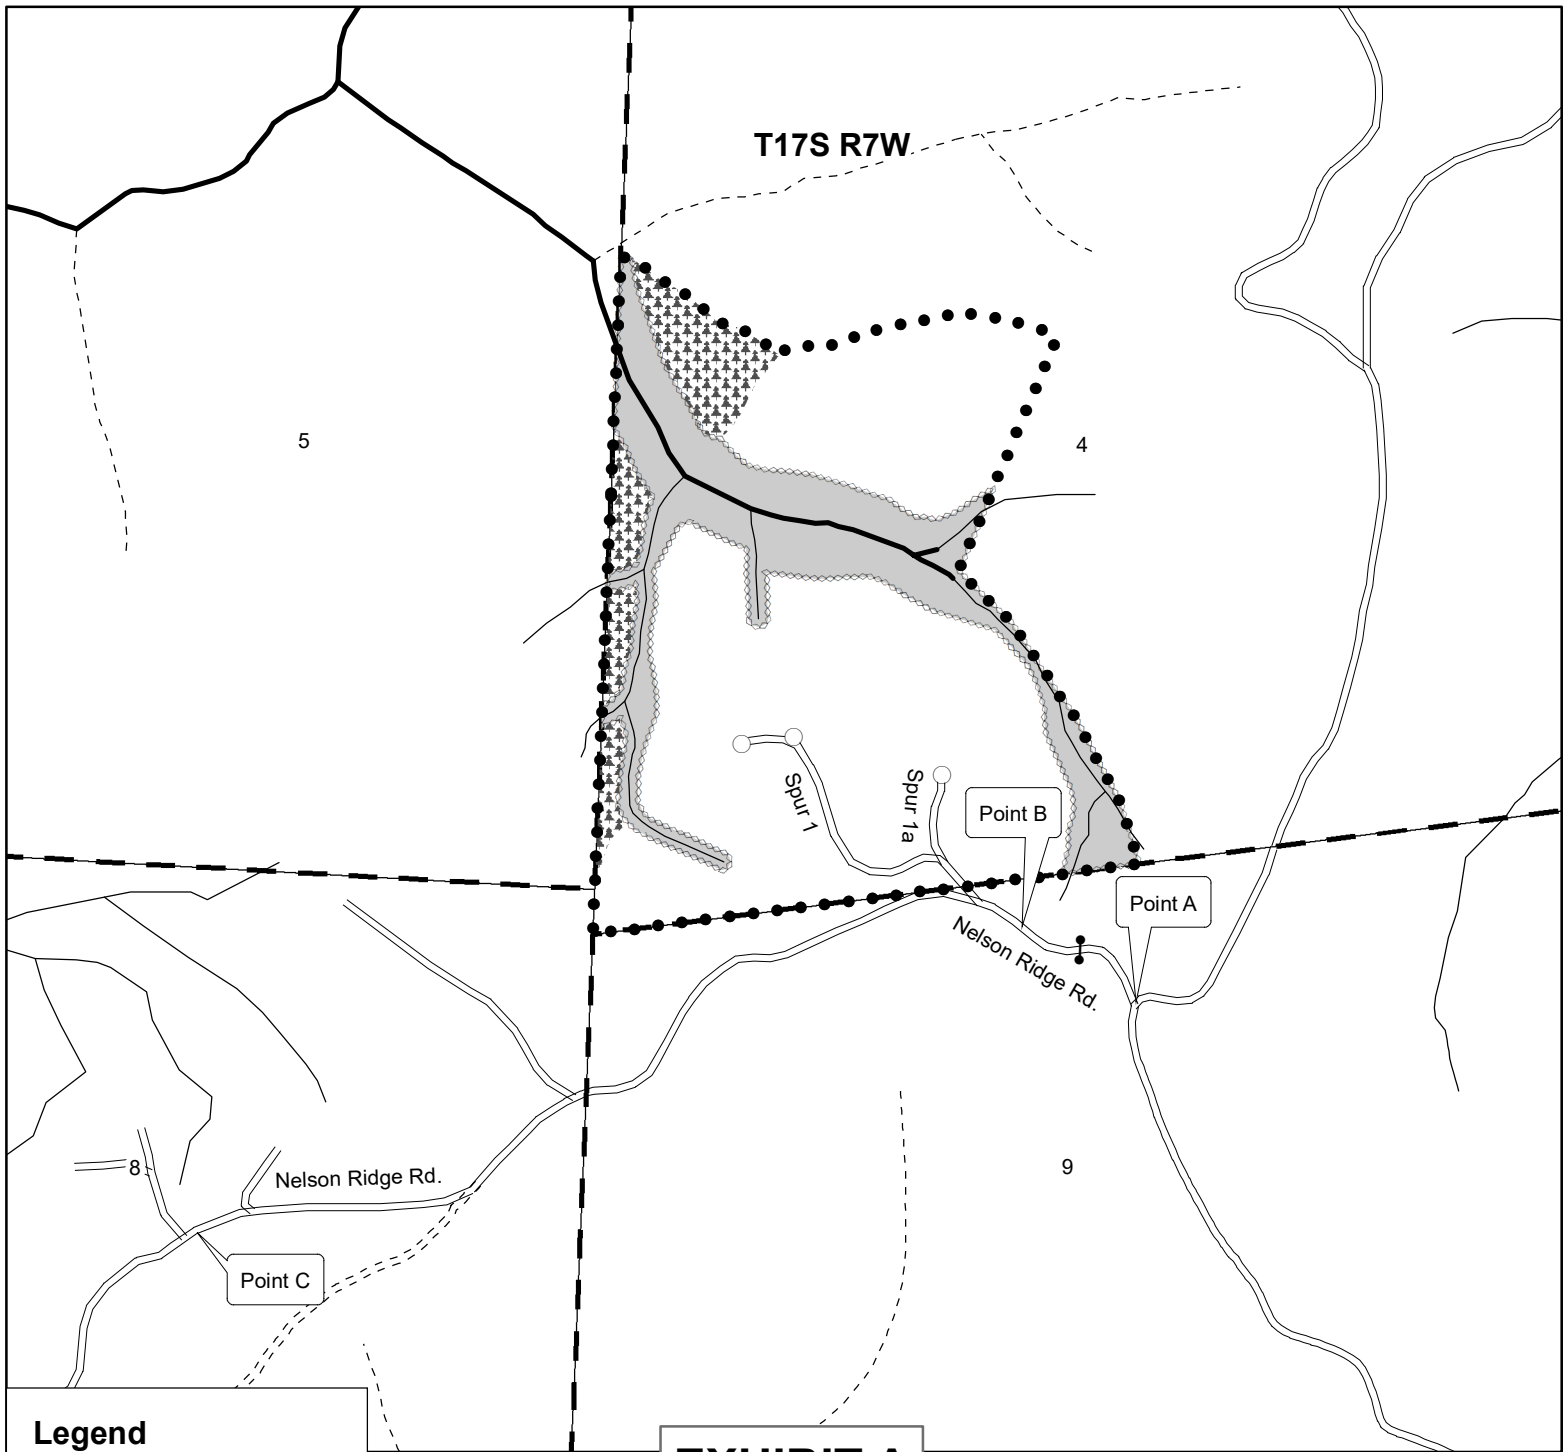 T17S R7W
5
4
Spur 1
Spur 1a
Point B
Point A
Nelson Ridge Rd.
8
Nelson Ridge Rd.
9
Point C
Legend
EXHIBIT A